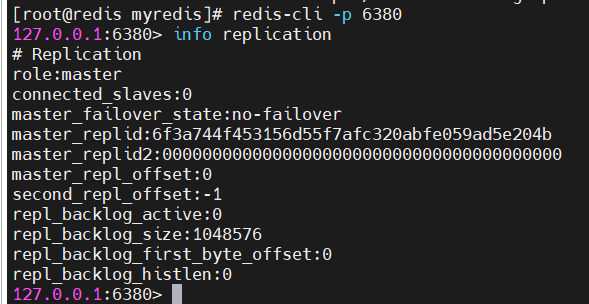 [root@redis myredis]# redis-cli -p 6380
127.0.0.1:6380> info replication
# Replication
role:master
connected_slaves:0
master_failover_state:no-failover
master_replid:6f3a744f453156d55f7afc320abfe059ad5e204b
master_replid2:0000000000000000000000000000000000000000
master_repl_offset:0
second_repl_offset:-1
repl_backlog_active:0
repl_backlog_size:1048576
repl_backlog_first_byte_offset:0
repl_backlog_histlen:0
127.0.0.1:6380>